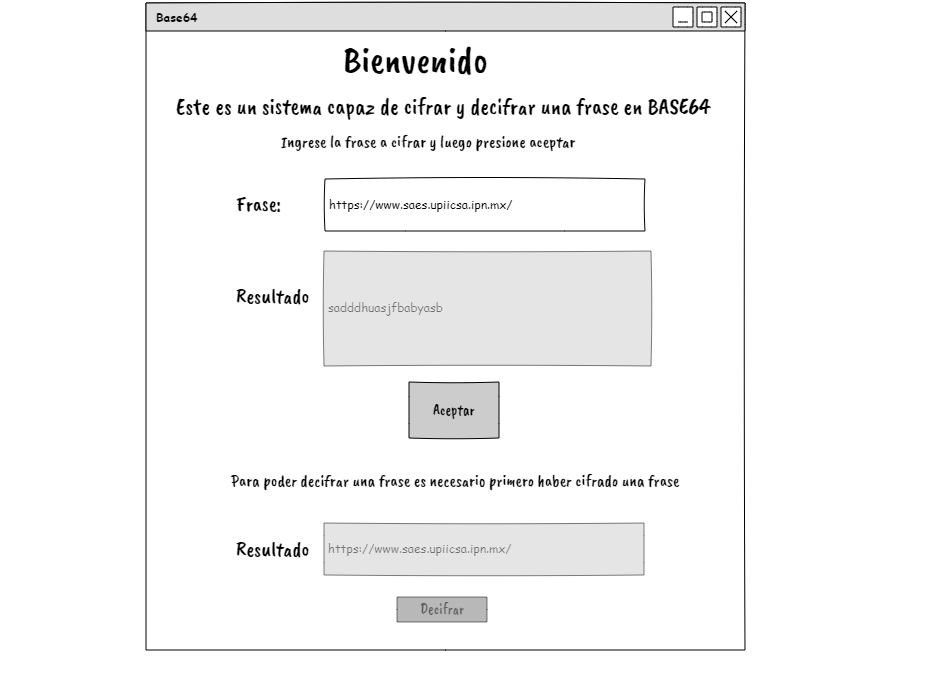 Base64
Bienvenido
Este es un sistema capaz de cifrar y decifrar una frase en BASE64
Ingrese la frase a cifrar y luego presione aceptar
Frase:
https://www.saes.upiicsa.ipn.mx/
Resultado
sadddhuasjfbabyasb
Aceptar
Para poder decifrar una frase es necesario primero haber cifrado una frase
Resultado
https://www.saes.upiicsa.ipn.mx/
Decifrar